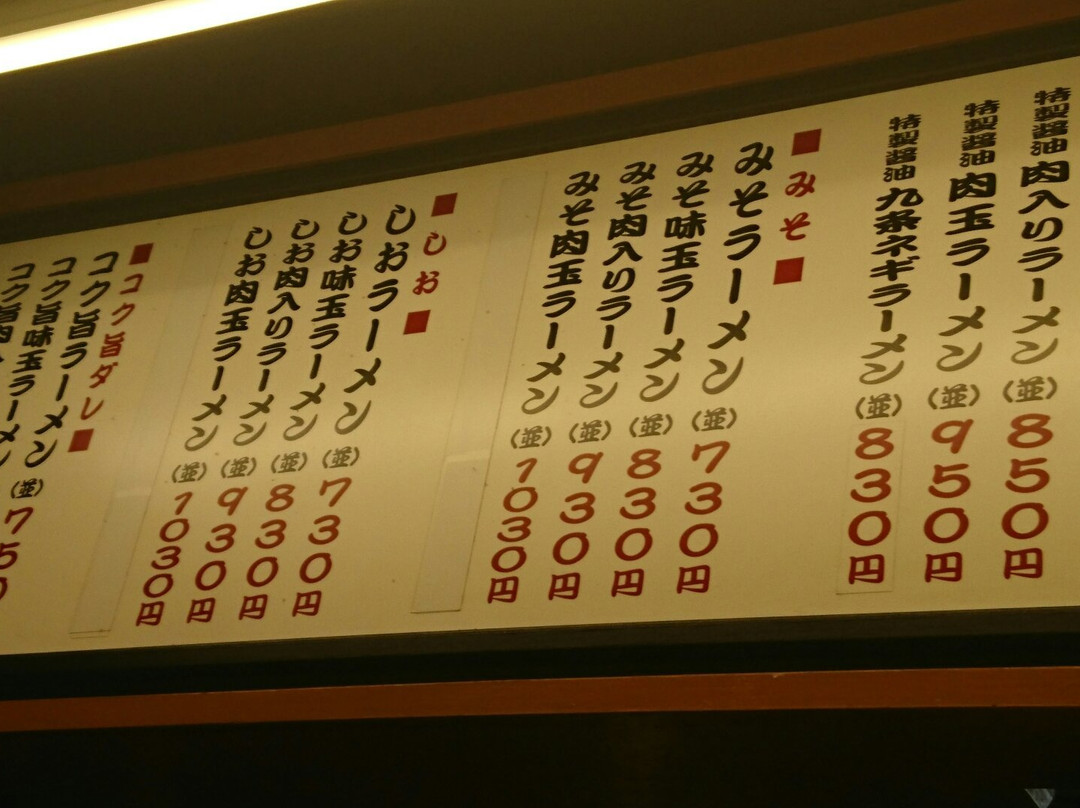 特製醤油肉入りラーメン(並)850円
特製醤油肉玉ラーメン(並)950円
特製醤油九条ネギラーメン(並)830円
■みそ■
みそラーメン(並)730円
みそ味玉ラーメン(並)830円
みそ肉入りラーメン(並)930円
みそ肉玉ラーメン(並)1030円
■しお■
しおラーメン(並)730円
しお味玉ラーメン(並)830円
しお肉入りラーメン(並)930円
しお肉玉ラーメン(並)1030円
■コク旨ダレ■
コク旨ラーメン(並)750
コク旨味玉ラーメン
コク旨肉